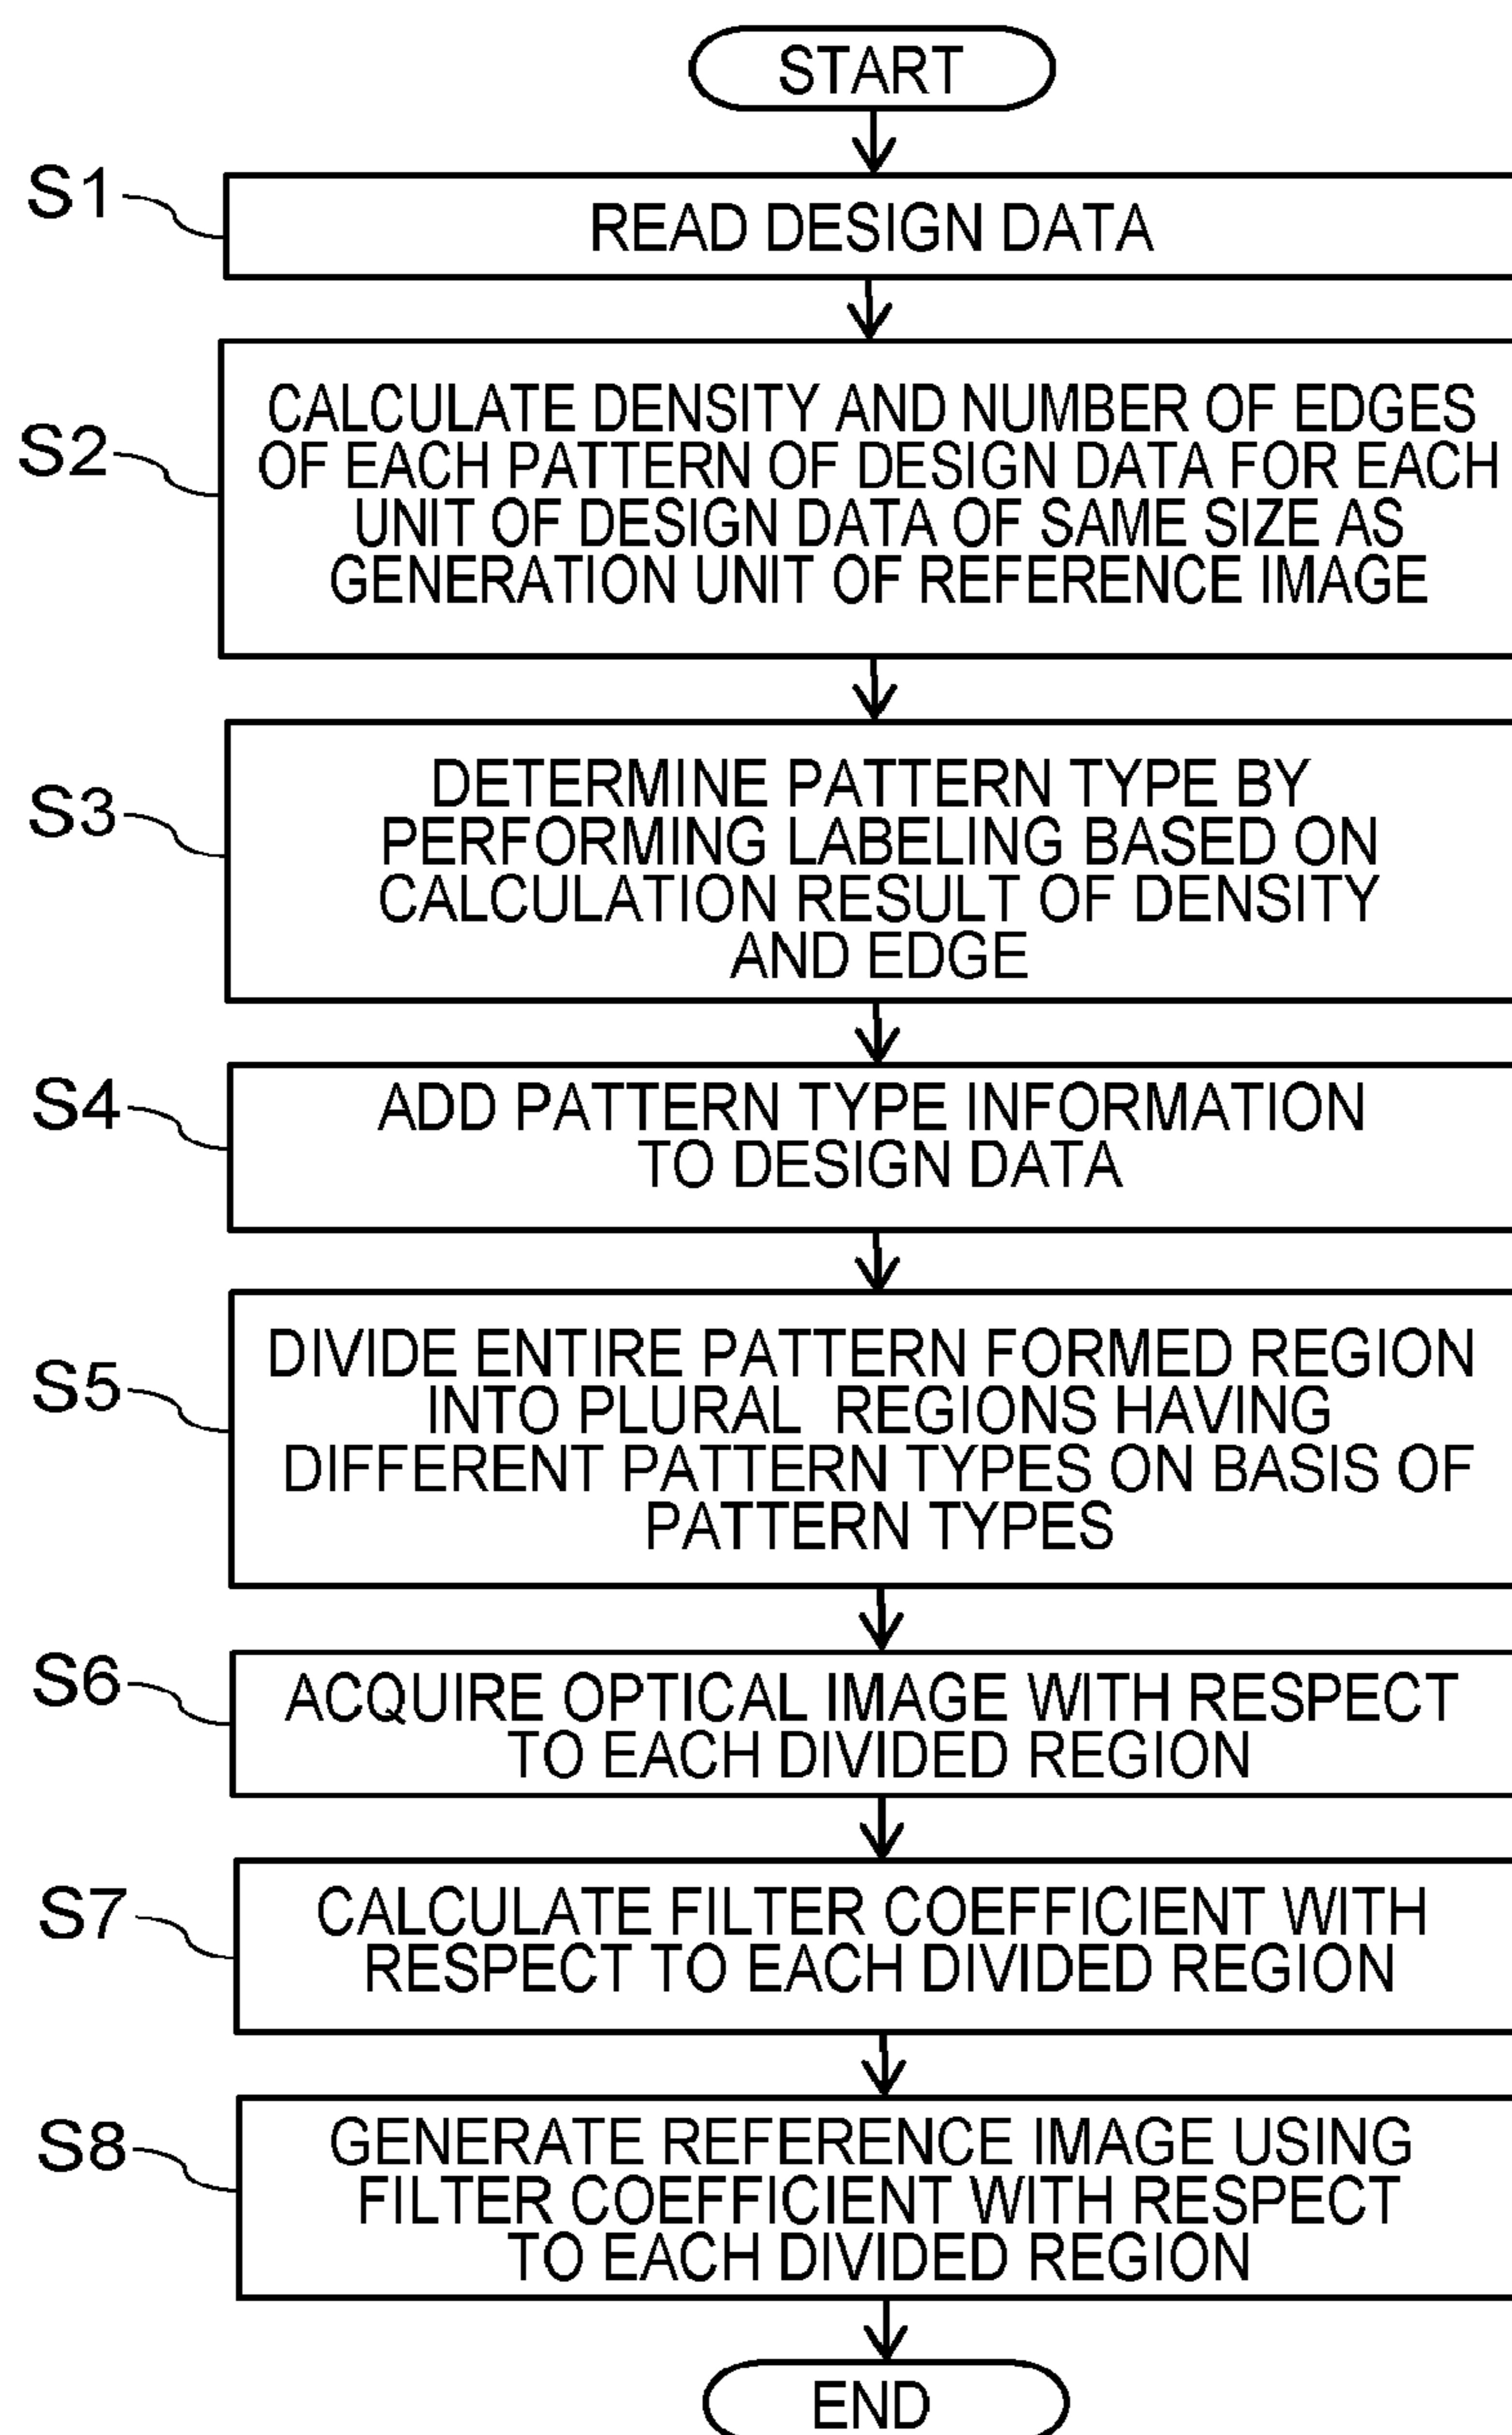 START
S1
READ DESIGN DATA
S2
CALCULATE DENSITY AND NUMBER OF EDGES
OF EACH PATTERN OF DESIGN DATA FOR EACH
UNIT OF DESIGN DATA OF SAME SIZE AS
GENERATION UNIT OF REFERENCE IMAGE
S3
DETERMINE PATTERN TYPE BY
PERFORMING LABELING BASED ON
CALCULATION RESULT OF DENSITY
AND EDGE
S4
ADD PATTERN TYPE INFORMATION
TO DESIGN DATA
S5
DIVIDE ENTIRE PATTERN FORMED REGION
INTO PLURAL REGIONS HAVING
DIFFERENT PATTERN TYPES ON BASIS OF
PATTERN TYPES
S6
ACQUIRE OPTICAL IMAGE WITH RESPECT
TO EACH DIVIDED REGION
S7
CALCULATE FILTER COEFFICIENT WITH
RESPECT TO EACH DIVIDED REGION
S8
GENERATE REFERENCE IMAGE USING
FILTER COEFFICIENT WITH RESPECT
TO EACH DIVIDED REGION
END